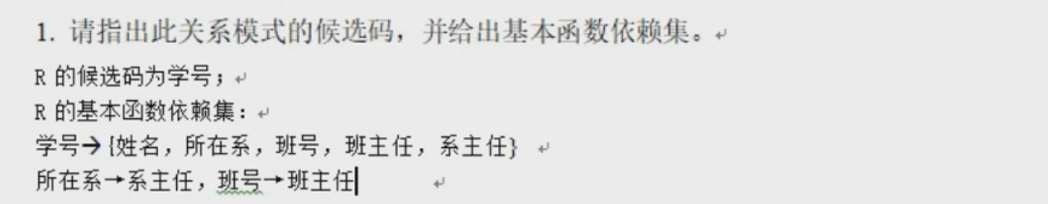 1. 请指出此关系模式的候选码，并给出基本函数依赖集。
R 的候选码为学号；
R 的基本函数依赖集：
学号→{姓名，所在系，班号，班主任，系主任}
所在系→系主任，班号→班主任